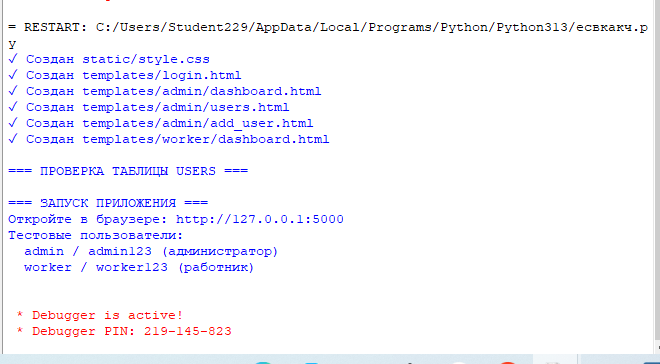 = RESTART: C:/Users/Student229/AppData/Local/Programs/Python/Python313/есвкакч.р
у
✓ Создан static/style.css
✓ Создан templates/login.html
✓ Создан templates/admin/dashboard.html
✓ Создан templates/admin/users.html
✓ Создан templates/admin/add_user.html
✓ Создан templates/worker/dashboard.html
=== ПРОВЕРКА ТАБЛИЦЫ USERS ===
=== ЗАПУСК ПРИЛОЖЕНИЯ ===
Откройте в браузере: http://127.0.0.1:5000
Тестовые пользователи:
admin / admin123 (администратор)
worker / worker123 (работник)
* Debugger is active!
* Debugger PIN: 219-145-823